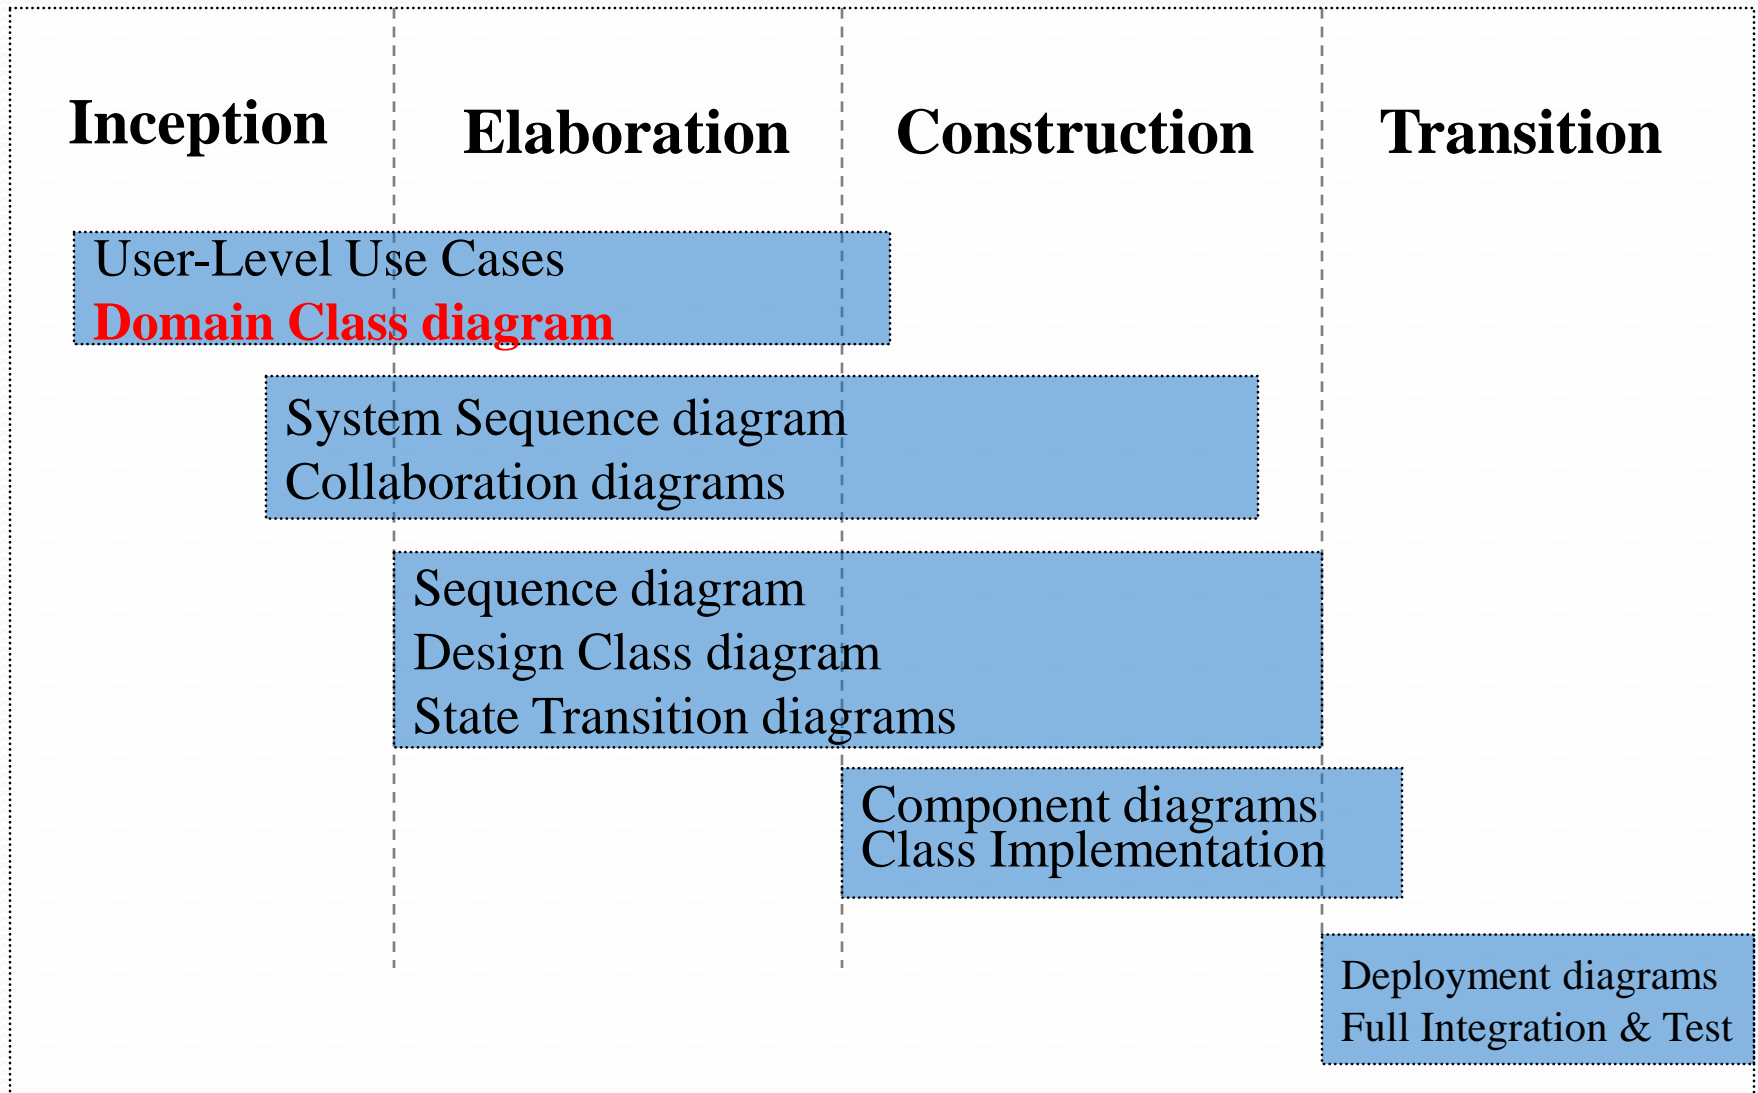 Inception
Elaboration
Construction
Transition
User-Level Use Cases
Domain Class diagram
System Sequence diagram
Collaboration diagrams
Sequence diagram
Design Class diagram
State Transition diagrams
Component diagrams
Class Implementation
Deployment diagrams
Full Integration & Test